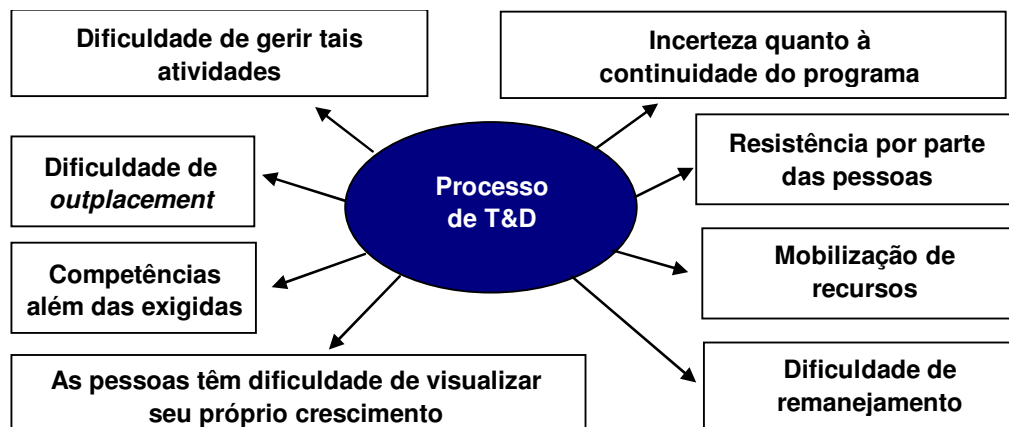 Dificuldade de gerir tais
atividades
Incerteza quanto à
continuidade do programa
Dificuldade de
outplacement
Processo
de T&D
Resistência por parte
das pessoas
Competências
além das exigidas
Mobilização de
recursos
As pessoas têm dificuldade de visualizar
seu próprio crescimento
Dificuldade de
remanejamento